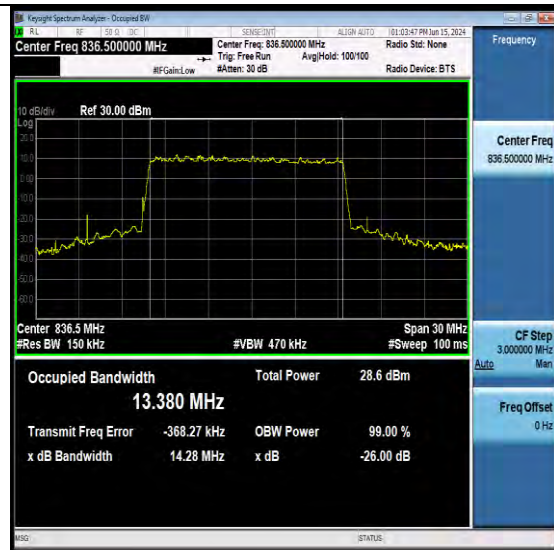 Keysight Spectrum Analyzer - Occupied BW
RL RF 50 Ω DC SENSE:INT ALIGN AUTO 01:03:47 PM Jun 15, 2024
Center Freq 836.500000 MHz
Center Freq: 836.500000 MHz
Radio Std: None
Trig: Free Run Avg|Hold: 100/100
#IFGain:Low #Atten: 30 dB Radio Device: BTS
10 dB/div Ref 30.00 dBm
Log
20.0
10.0
0.00
Center 836.5 MHz Span 30 MHz
#Res BW 150 kHz #VBW 470 kHz #Sweep 100 ms
Occupied Bandwidth Total Power 28.6 dBm
13.380 MHz
Transmit Freq Error -368.27 kHz OBW Power 99.00 %
x dB Bandwidth 14.28 MHz x dB -26.00 dB
MSG STATUS
Frequency
Center Freq
836.500000 MHz
CF Step
3.000000 MHz
Auto Man
Freq Offset
0 Hz